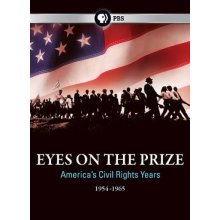 PBS
EYES ON THE PRIZE
America's Civil Rights Years
1954-1965